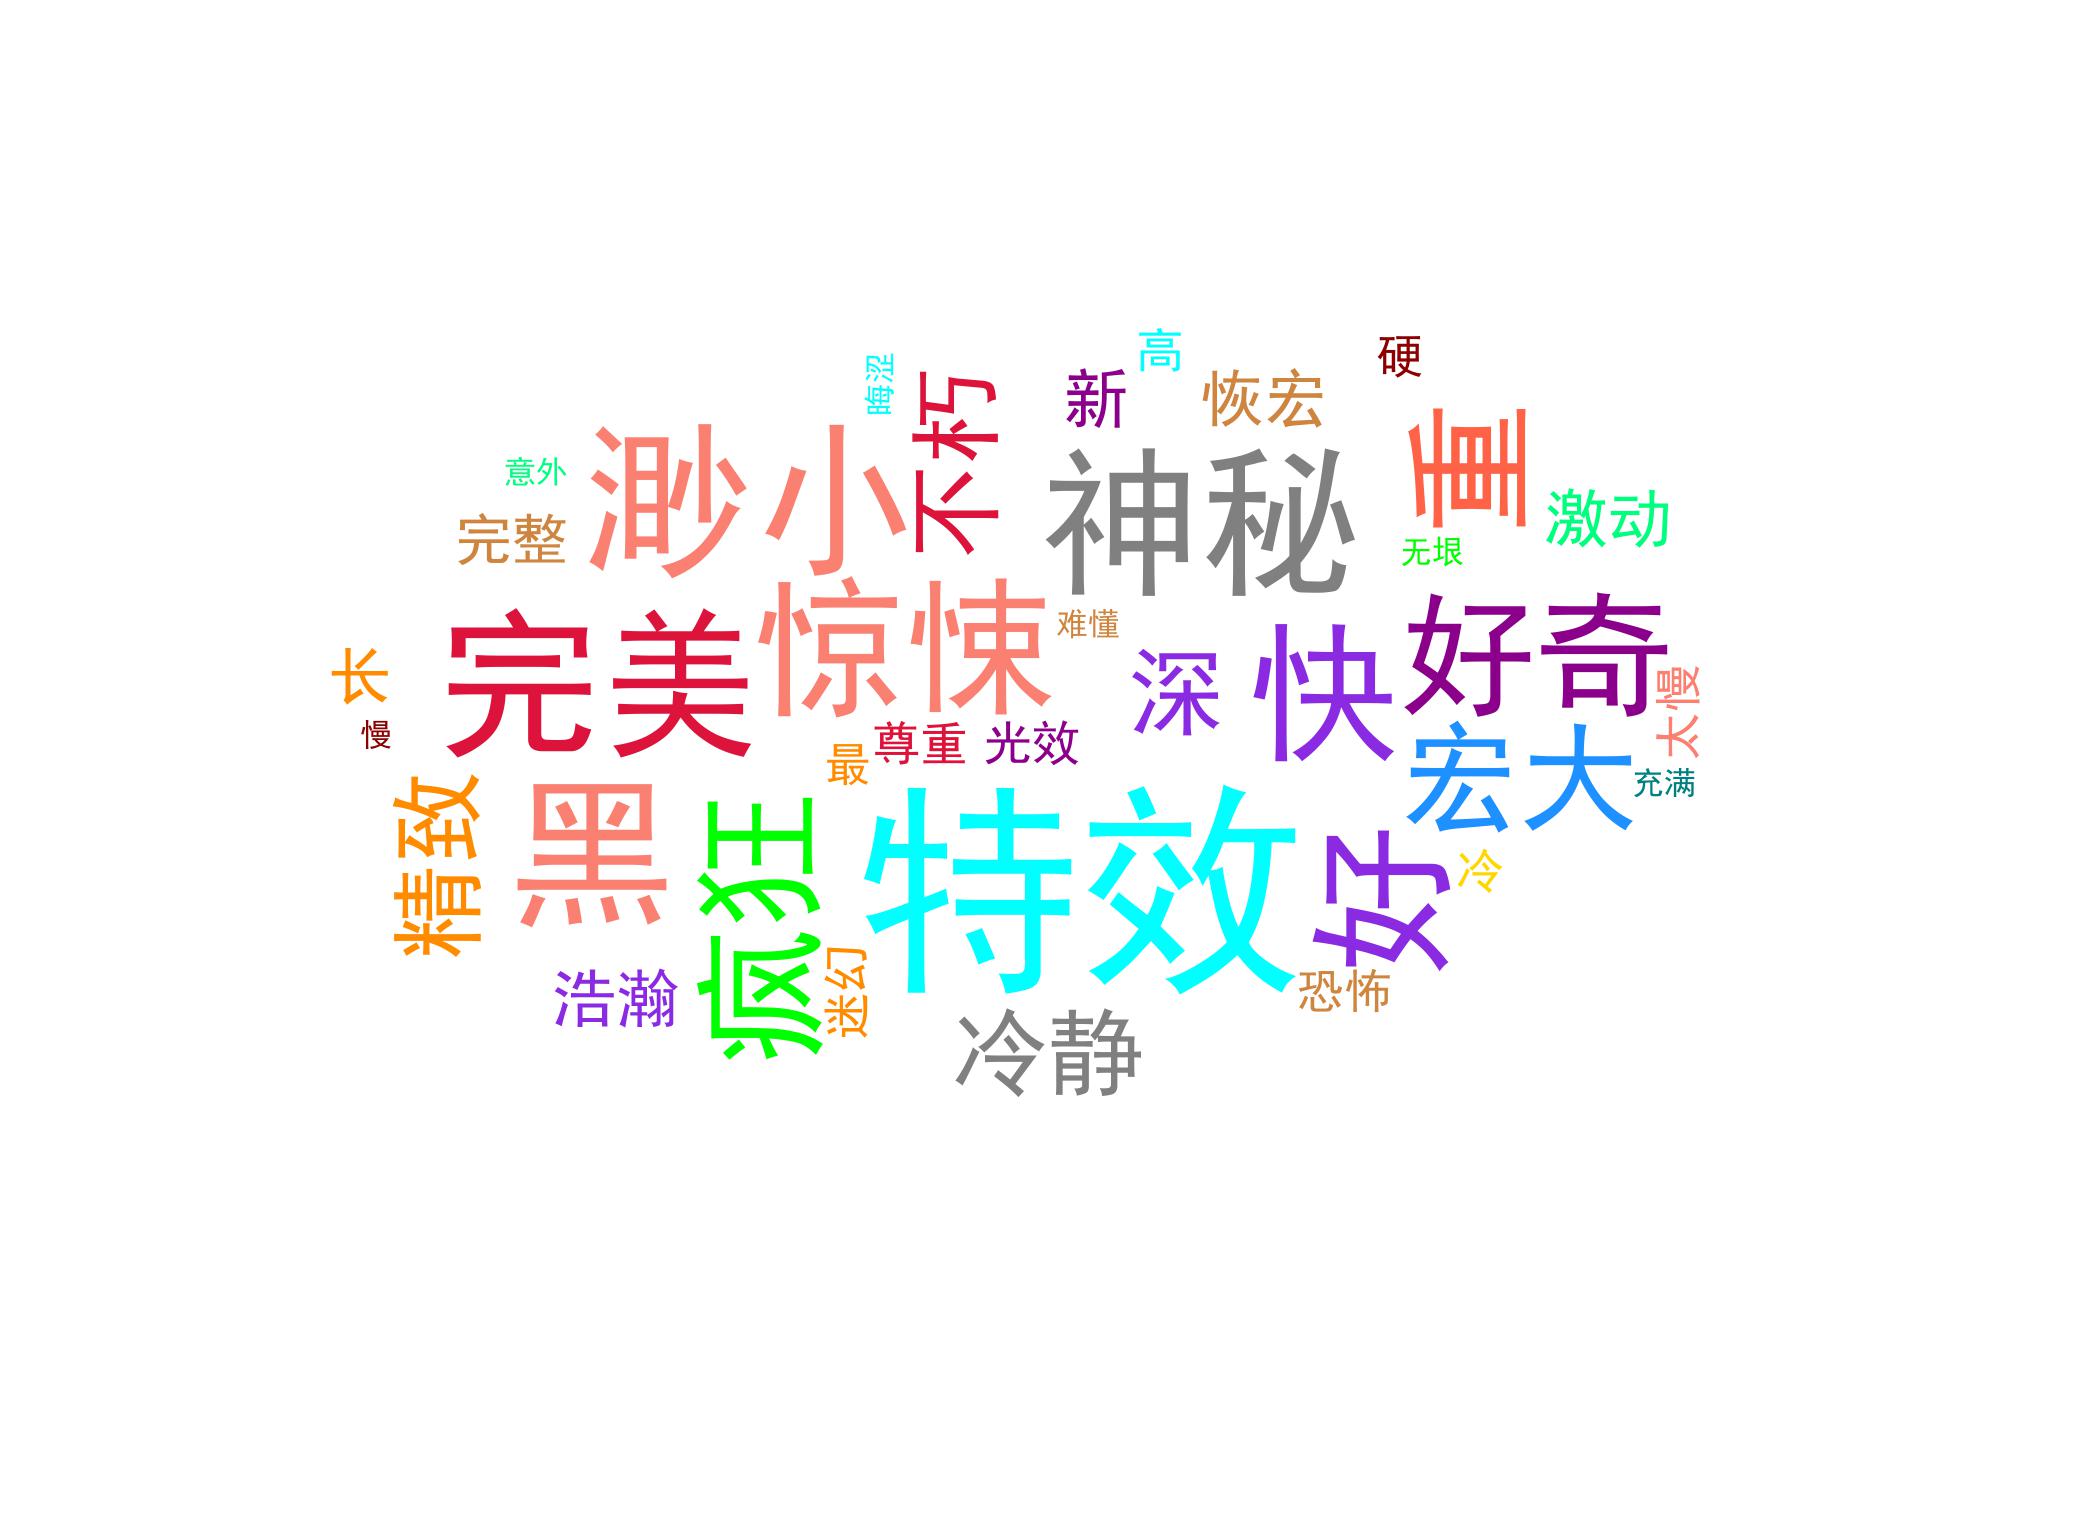 高
硬
晦涩
不朽
新
恢宏
渺小
神秘
重
意外
完整
激动
无垠
完美
惊悚
难懂
深
快
好奇
长
慢
太慢
最
尊重
光效
宏大
充满
精致
黑
疯狂
特效
好
冷
浩瀚
迷幻
恐怖
冷静